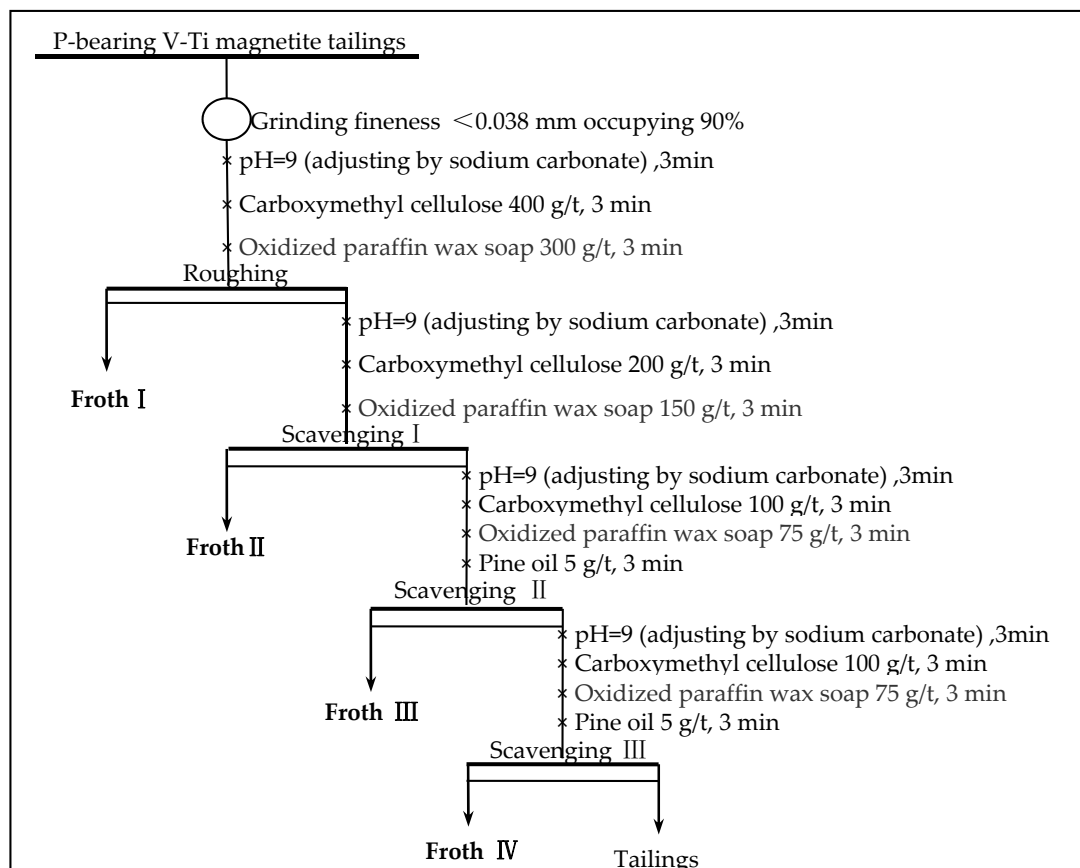 P-bearing V-Ti magnetite tailings
Grinding fineness <0.038 mm occupying 90%
pH=9 (adjusting by sodium carbonate) ,3min
Carboxymethyl cellulose 400 g/t, 3 min
Oxidized paraffin wax soap 300 g/t, 3 min
Roughing
pH=9 (adjusting by sodium carbonate) ,3min
Carboxymethyl cellulose 200 g/t, 3 min
Froth Ⅰ
Oxidized paraffin wax soap 150 g/t, 3 min
Scavenging Ⅰ
pH=9 (adjusting by sodium carbonate) ,3min
Carboxymethyl cellulose 100 g/t, 3 min
Oxidized paraffin wax soap 75 g/t, 3 min
Froth Ⅱ
Pine oil 5 g/t, 3 min
Scavenging Ⅱ
pH=9 (adjusting by sodium carbonate) ,3min
Carboxymethyl cellulose 100 g/t, 3 min
Oxidized paraffin wax soap 75 g/t, 3 min
Froth Ⅲ
Pine oil 5 g/t, 3 min
Scavenging Ⅲ
Froth Ⅳ
Tailings